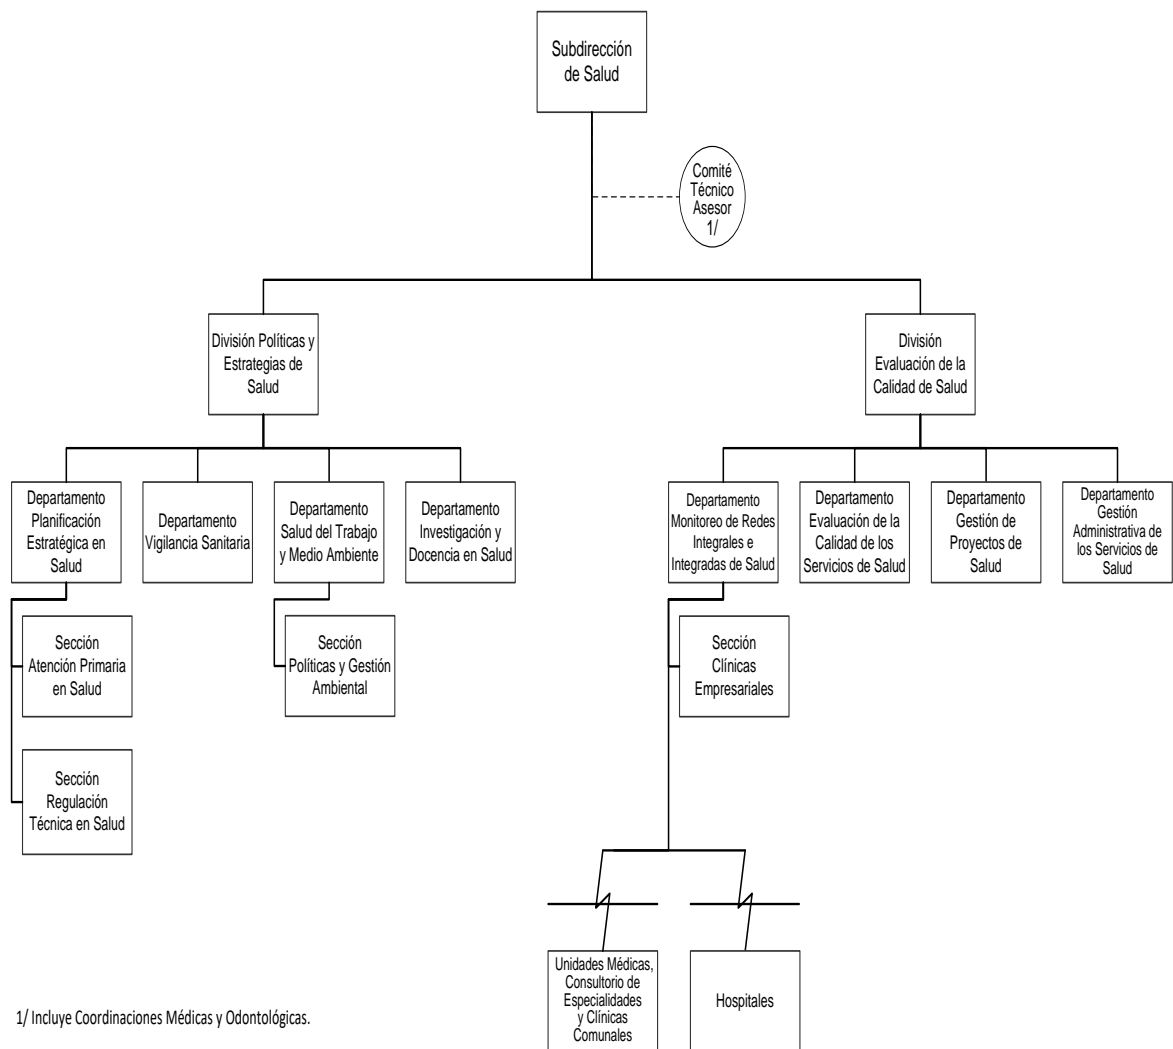 Subdirección
de Salud
Comité
Técnico
Asesor
1/
División Políticas y
Estrategias de
Salud
División
Evaluación de la
Calidad de Salud
Departamento
Planificación
Estratégica en
Salud
Departamento
Vigilancia Sanitaria
Departamento
Salud del Trabajo
y Medio Ambiente
Departamento
Investigación y
Docencia en Salud
Departamento
Monitoreo de Redes
Integrales e
Integradas de Salud
Departamento
Evaluación de la
Calidad de los
Servicios de Salud
Departamento
Gestión de
Proyectos de
Salud
Departamento
Gestión
Administrativa de
los Servicios de
Salud
Sección
Atención Primaria
en Salud
Sección
Políticas y Gestión
Ambiental
Sección
Clínicas
Empresariales
Sección
Regulación
Técnica en Salud
Unidades Médicas,
Consultorio de
Especialidades
y Clínicas
Comunales
Hospitales
1/ Incluye Coordinaciones Médicas y Odontológicas.